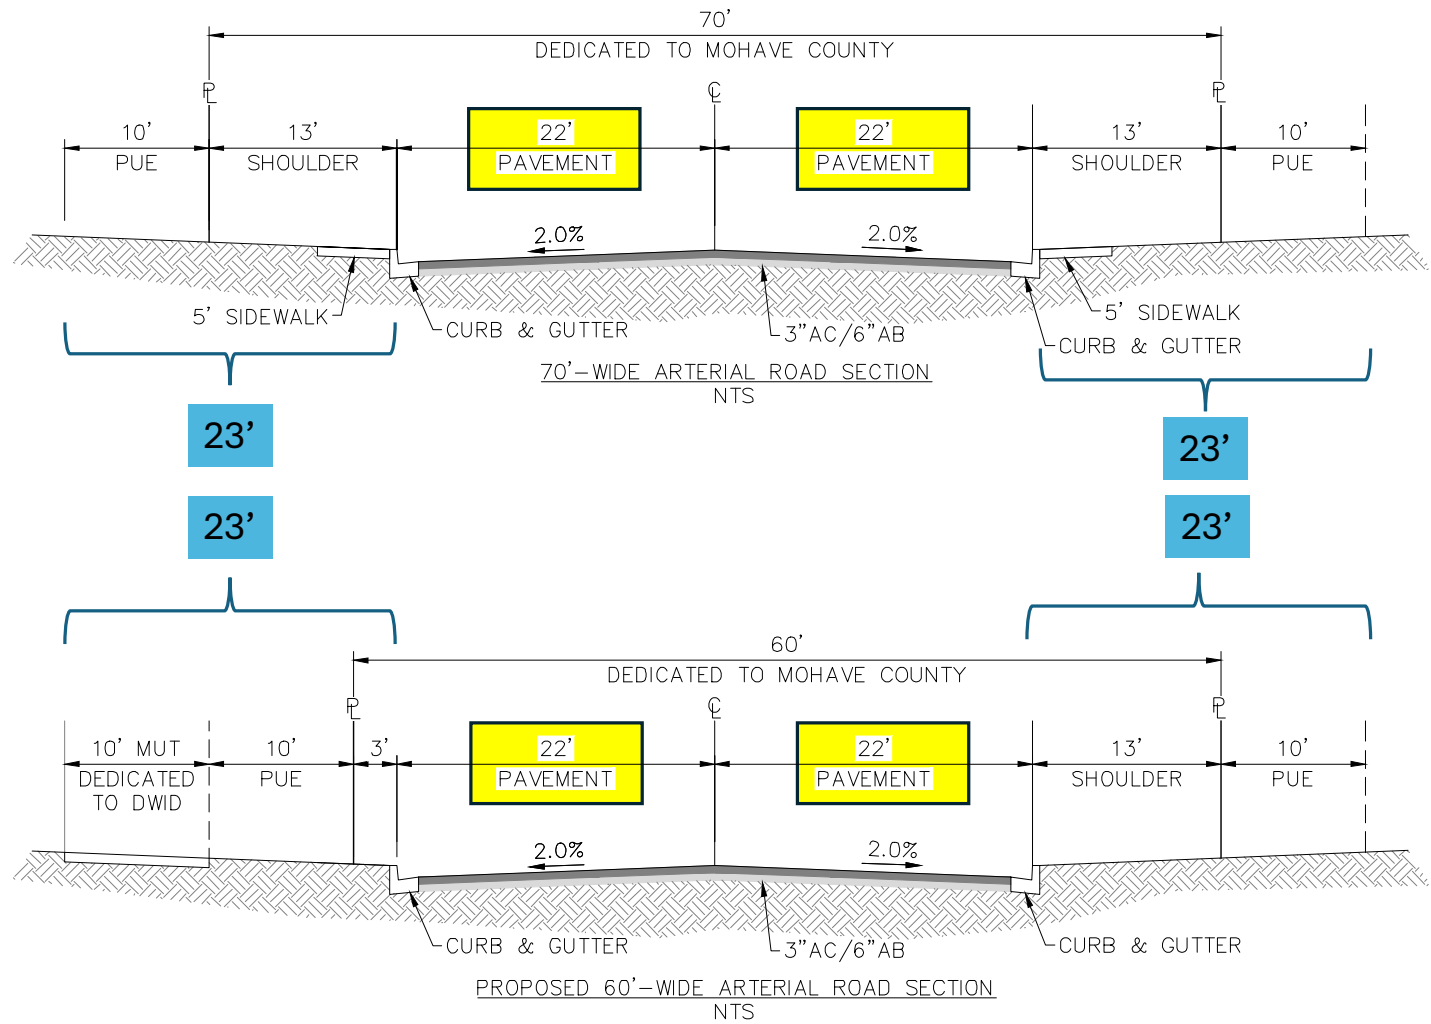 70'
DEDICATED TO MOHAVE COUNTY
PL
CL
PL
10'
PUE
13'
SHOULDER
22'
PAVEMENT
22'
PAVEMENT
13'
SHOULDER
10'
PUE
2.0%
2.0%
5' SIDEWALK
CURB & GUTTER
3"AC/6"AB
5' SIDEWALK
CURB & GUTTER
70'-WIDE ARTERIAL ROAD SECTION
NTS
23'
23'
23'
23'
60'
DEDICATED TO MOHAVE COUNTY
PL
CL
PL
10' MUT
DEDICATED
TO DWID
10'
PUE
3'
22'
PAVEMENT
22'
PAVEMENT
13'
SHOULDER
10'
PUE
2.0%
2.0%
CURB & GUTTER
3"AC/6"AB
CURB & GUTTER
PROPOSED 60'-WIDE ARTERIAL ROAD SECTION
NTS